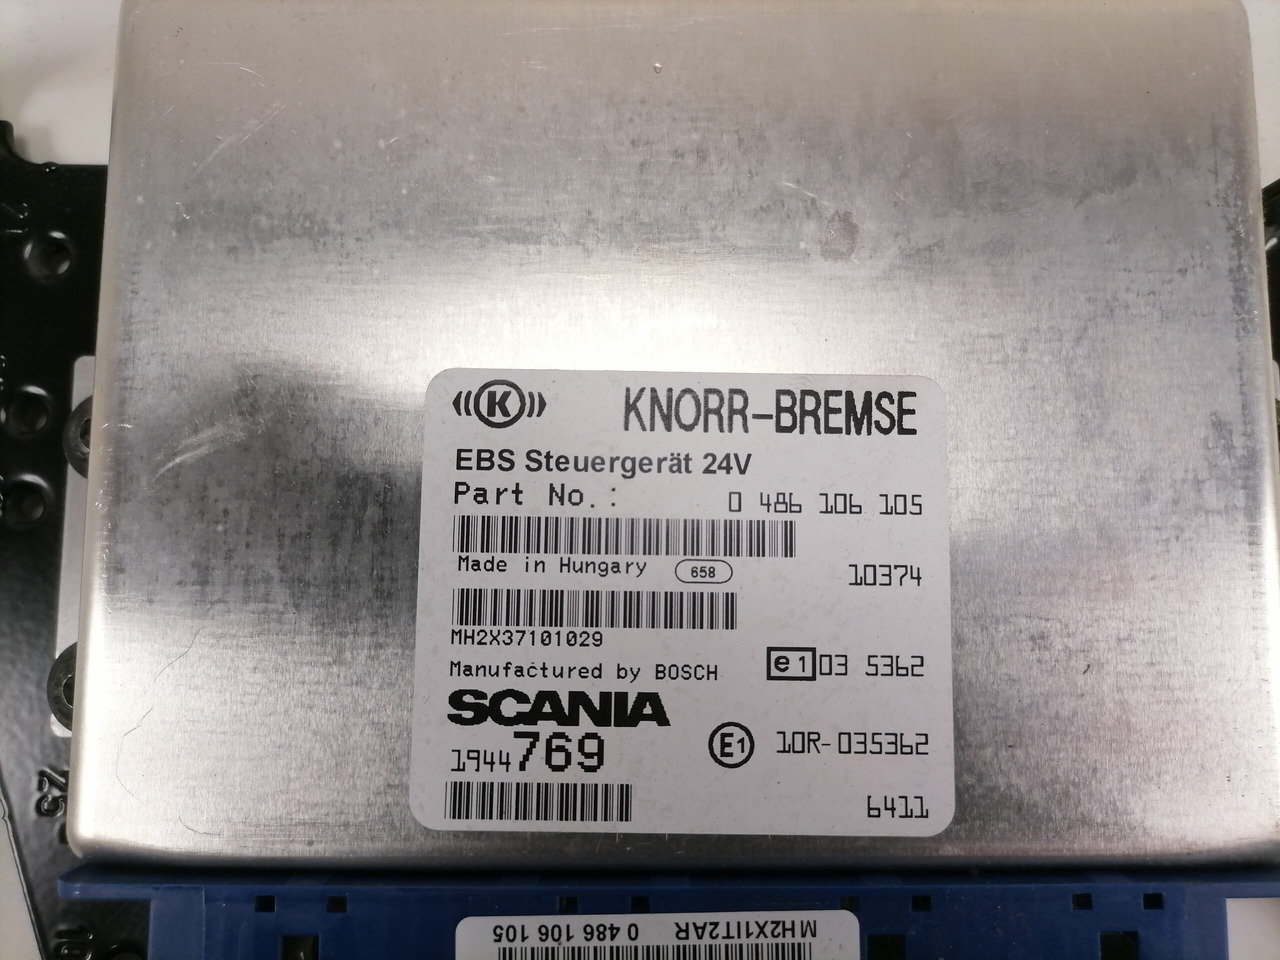 K KNORR-BREMSE
EBS Steuergerät 24V
Part No.: 0 486 106 105
Made in Hungary 658 10374
MH2X37101029
Manufactured by BOSCH e1 03 5362
SCANIA
1944769 E1 10R-035362
6411
MH2X1IT2AR 0 486 106 105